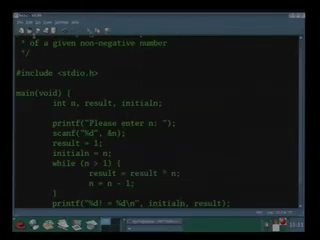 * of a given non-negative number
*/
#include <stdio.h>
main(void) {
int n, result, initialn;
printf("Please enter n: ");
scanf("%d", &n);
result = 1;
initialn = n;
while (n > 1) {
result = result * n;
n = n - 1;
}
printf("%d! = %d\n", initialn, result);